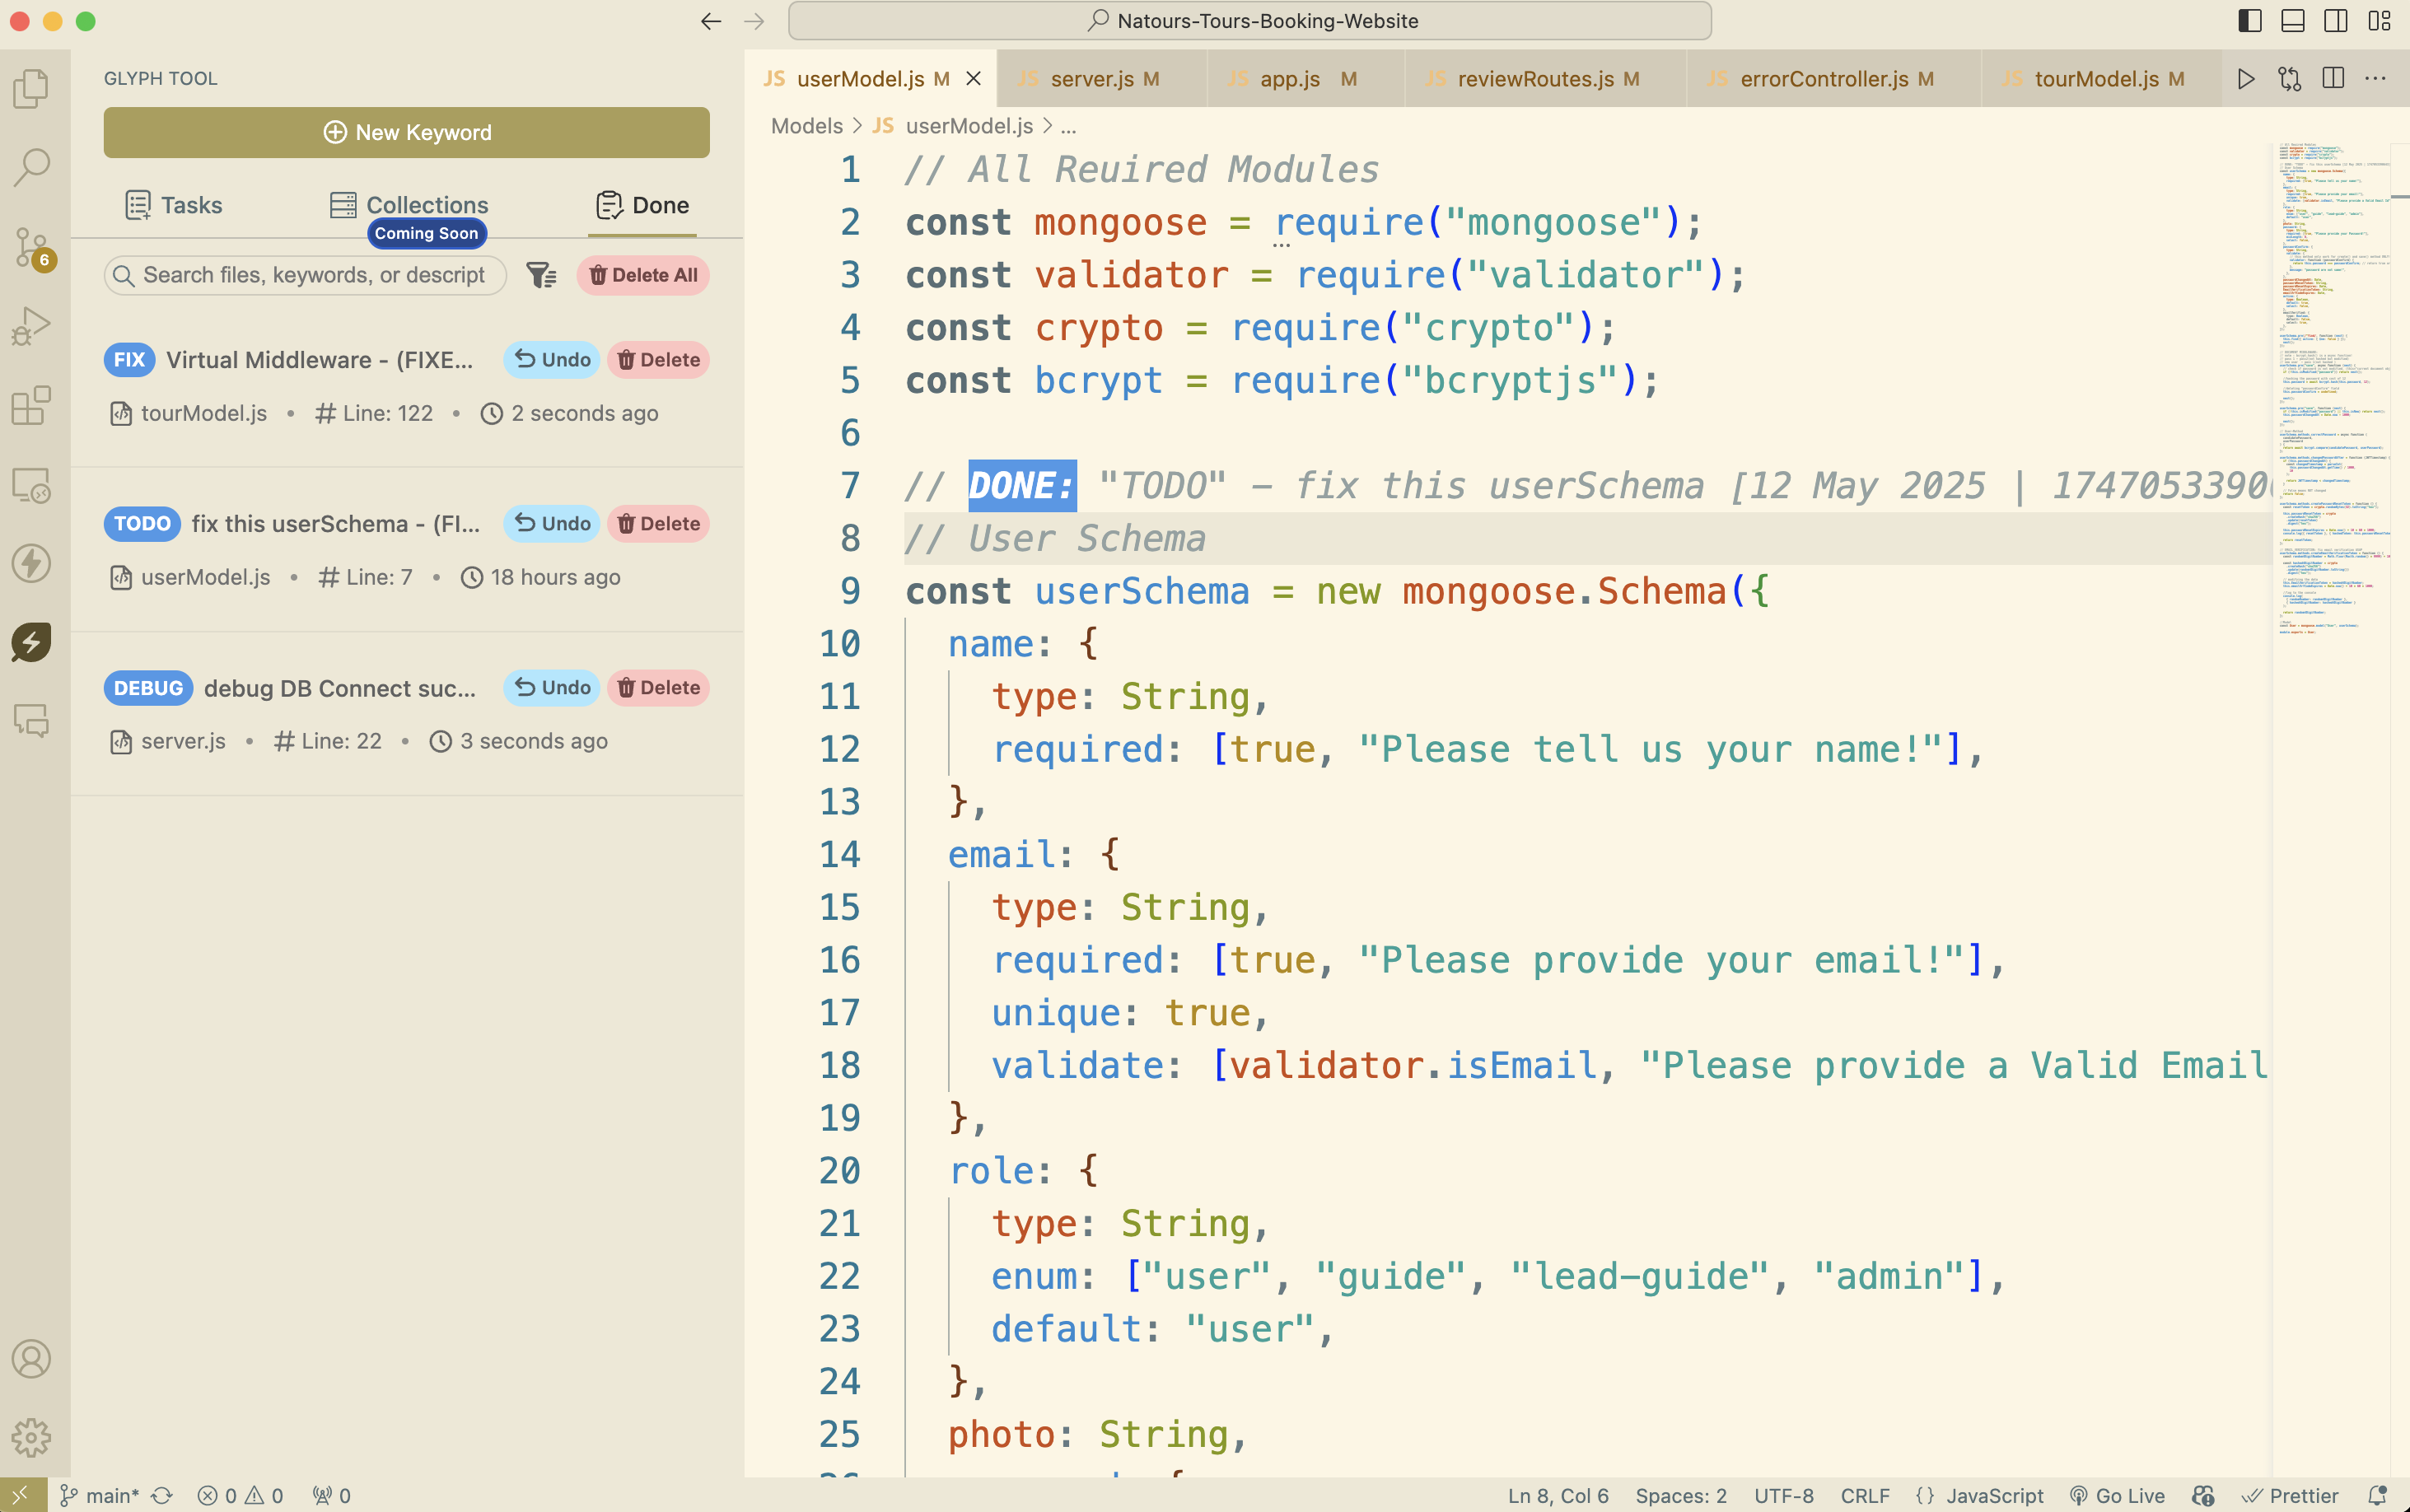 Natours-Tours-Booking-Website
GLYPH TOOL
New Keyword
Tasks
Collections
Coming Soon
Done
Search files, keywords, or descript
Delete All
FIX Virtual Middleware - (FIXE... Undo Delete
tourModel.js • # Line: 122 • 2 seconds ago
TODO fix this userSchema - (FI... Undo Delete
userModel.js • # Line: 7 • 18 hours ago
DEBUG debug DB Connect suc... Undo Delete
server.js • # Line: 22 • 3 seconds ago
6
JS userModel.js M JS server.js M JS app.js M JS reviewRoutes.js M JS errorController.js M JS tourModel.js M
Models > JS userModel.js > ...
1 // All Reuired Modules
2 const mongoose = require("mongoose");
3 const validator = require("validator");
4 const crypto = require("crypto");
5 const bcrypt = require("bcryptjs");
6
7 // DONE: "TODO" – fix this userSchema [12 May 2025 | 1747053390
8 // User Schema
9 const userSchema = new mongoose.Schema({
10 name: {
11 type: String,
12 required: [true, "Please tell us your name!"],
13 },
14 email: {
15 type: String,
16 required: [true, "Please provide your email!"],
17 unique: true,
18 validate: [validator.isEmail, "Please provide a Valid Email
19 },
20 role: {
21 type: String,
22 enum: ["user", "guide", "lead-guide", "admin"],
23 default: "user",
24 },
25 photo: String,
main* 0 0 0 Ln 8, Col 6 Spaces: 2 UTF-8 CRLF {} JavaScript Go Live Prettier